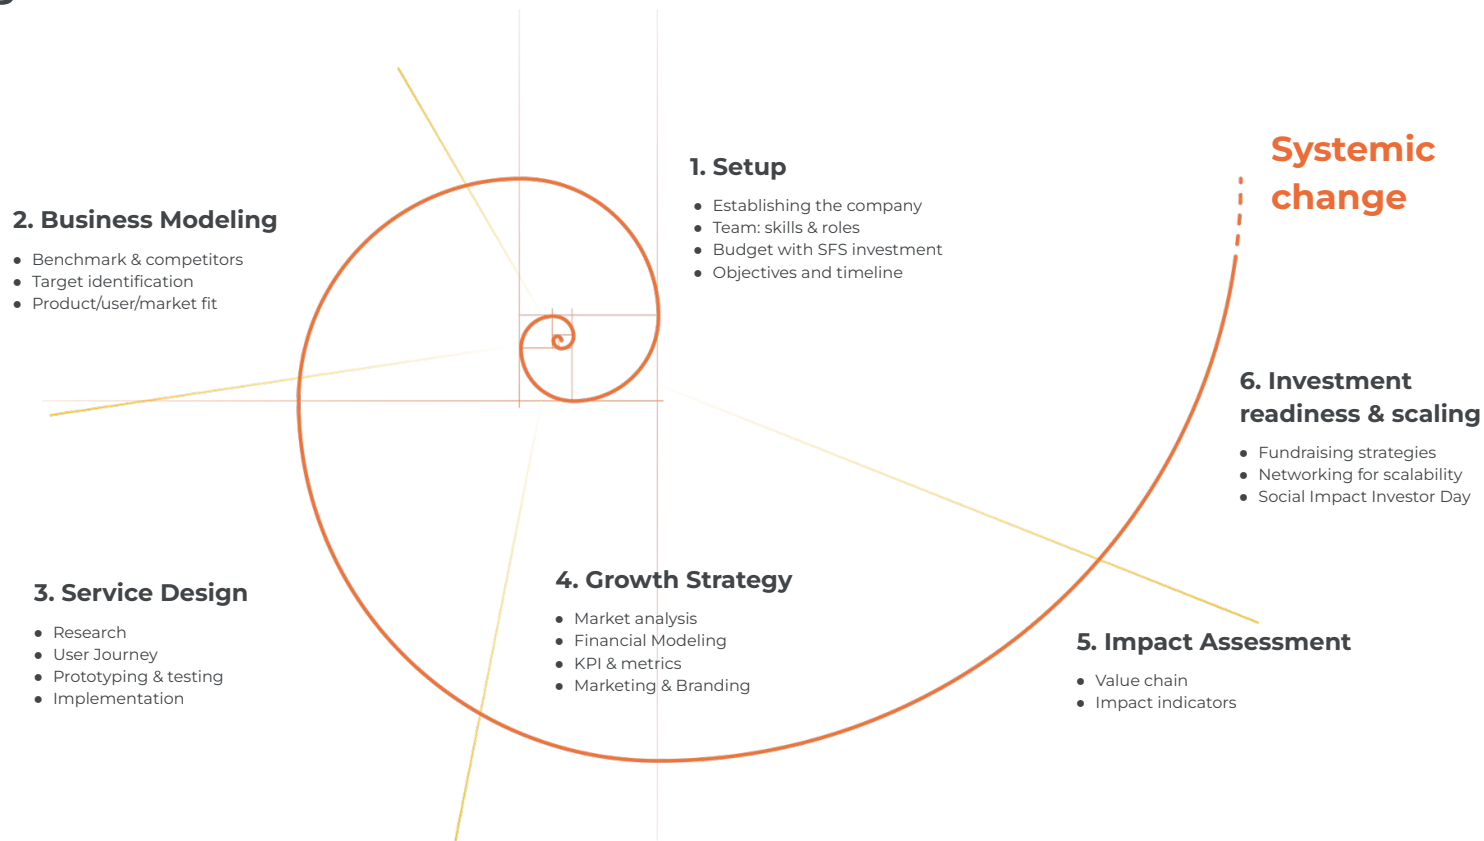 1. Setup
● Establishing the company
● Team: skills & roles
● Budget with SFS investment
● Objectives and timeline
2. Business Modeling
● Benchmark & competitors
● Target identification
● Product/user/market fit
3. Service Design
● Research
● User Journey
● Prototyping & testing
● Implementation
4. Growth Strategy
● Market analysis
● Financial Modeling
● KPI & metrics
● Marketing & Branding
5. Impact Assessment
● Value chain
● Impact indicators
6. Investment
readiness & scaling
● Fundraising strategies
● Networking for scalability
● Social Impact Investor Day
Systemic
change